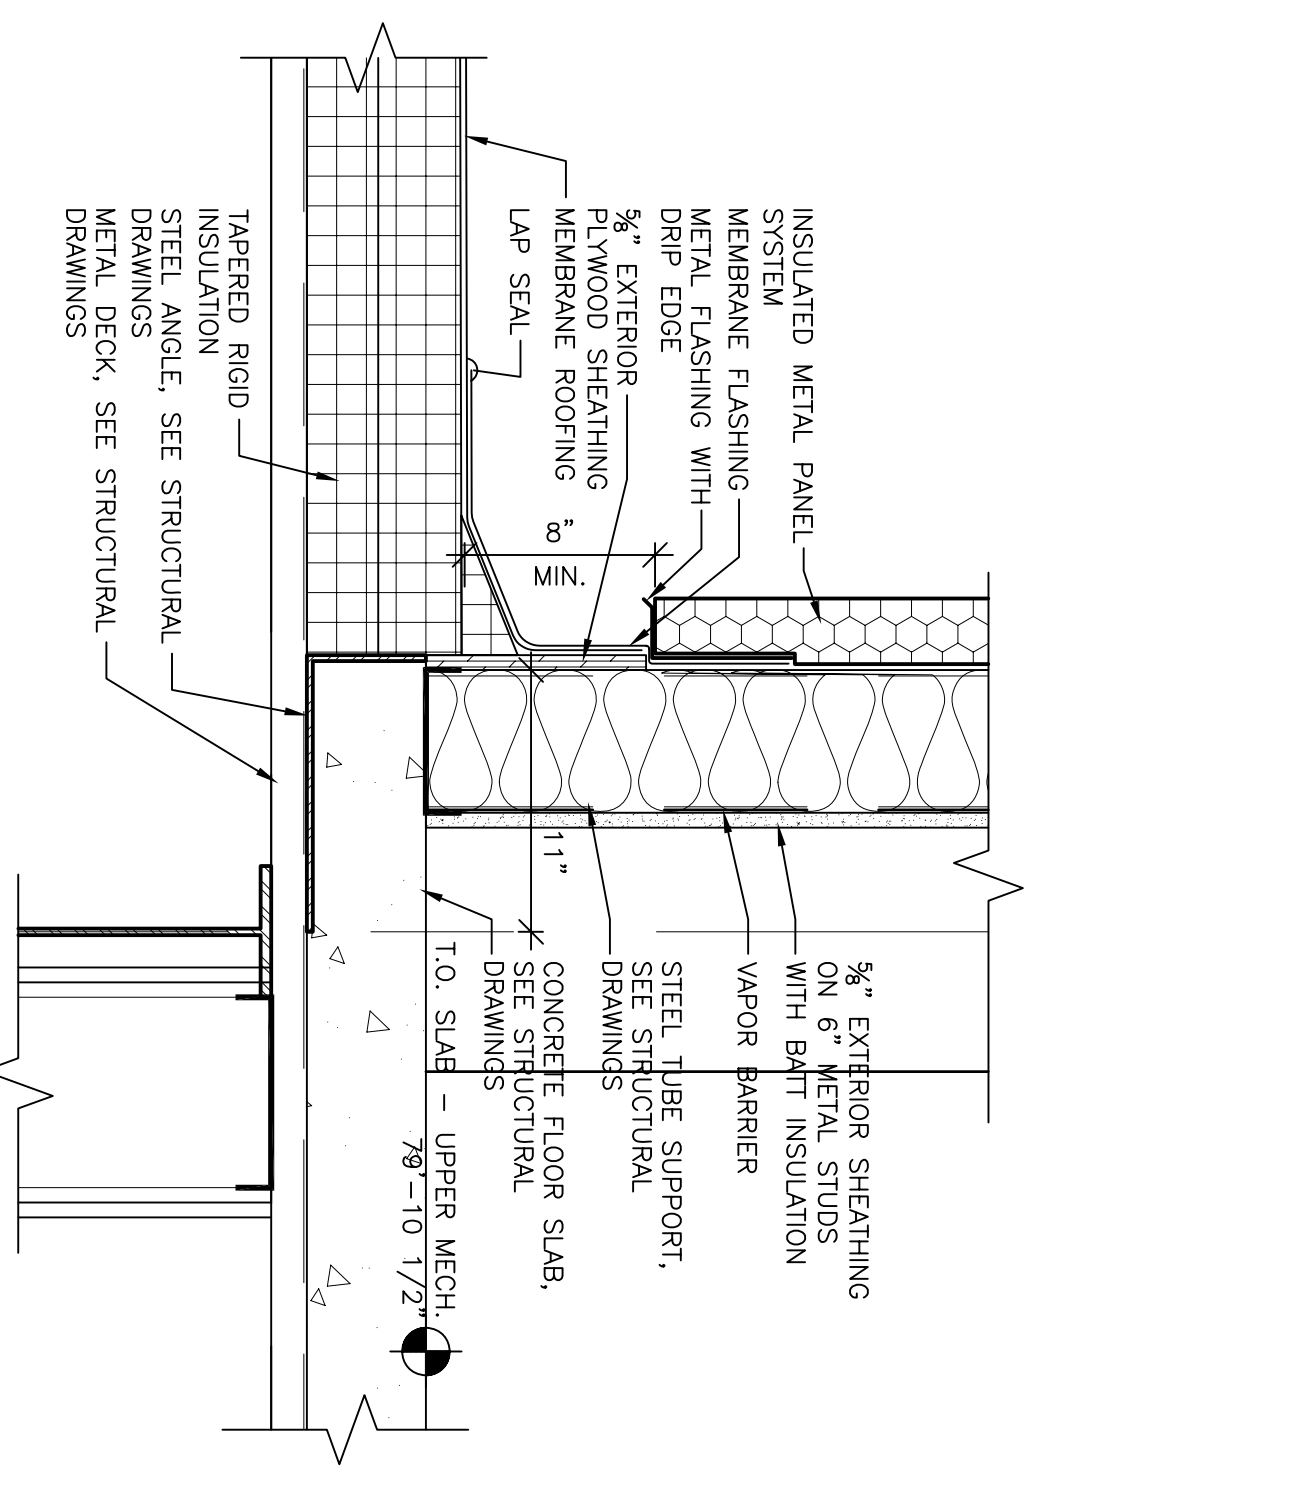 INSULATED METAL PANEL
SYSTEM
MEMBRANE FLASHING
METAL FLASHING WITH
DRIP EDGE
⅝" EXTERIOR
PLYWOOD SHEATHING
MEMBRANE ROOFING
LAP SEAL
TAPERED RIGID
INSULATION
STEEL ANGLE, SEE STRUCTURAL
DRAWINGS
METAL DECK, SEE STRUCTURAL
DRAWINGS
8"
MIN.
11"
⅝" EXTERIOR SHEATHING
ON 6" METAL STUDS
WITH BATT INSULATION
VAPOR BARRIER
STEEL TUBE SUPPORT,
SEE STRUCTURAL
DRAWINGS
CONCRETE FLOOR SLAB,
SEE STRUCTURAL
DRAWINGS
T.O. SLAB - UPPER MECH.
79'-10 1/2"